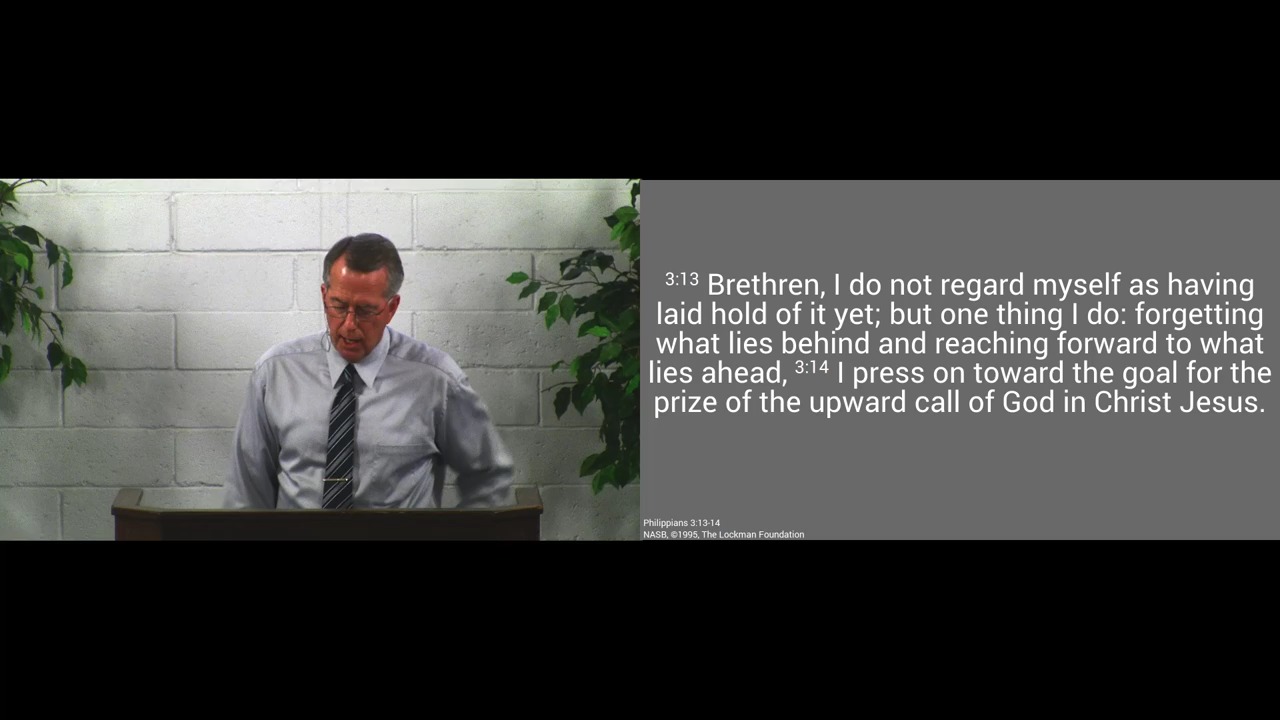 3:13 Brethren, I do not regard myself as having
laid hold of it yet; but one thing I do: forgetting
what lies behind and reaching forward to what
lies ahead, 3:14 I press on toward the goal for the
prize of the upward call of God in Christ Jesus.
Philippians 3:13-14
NASB, ©1995, The Lockman Foundation